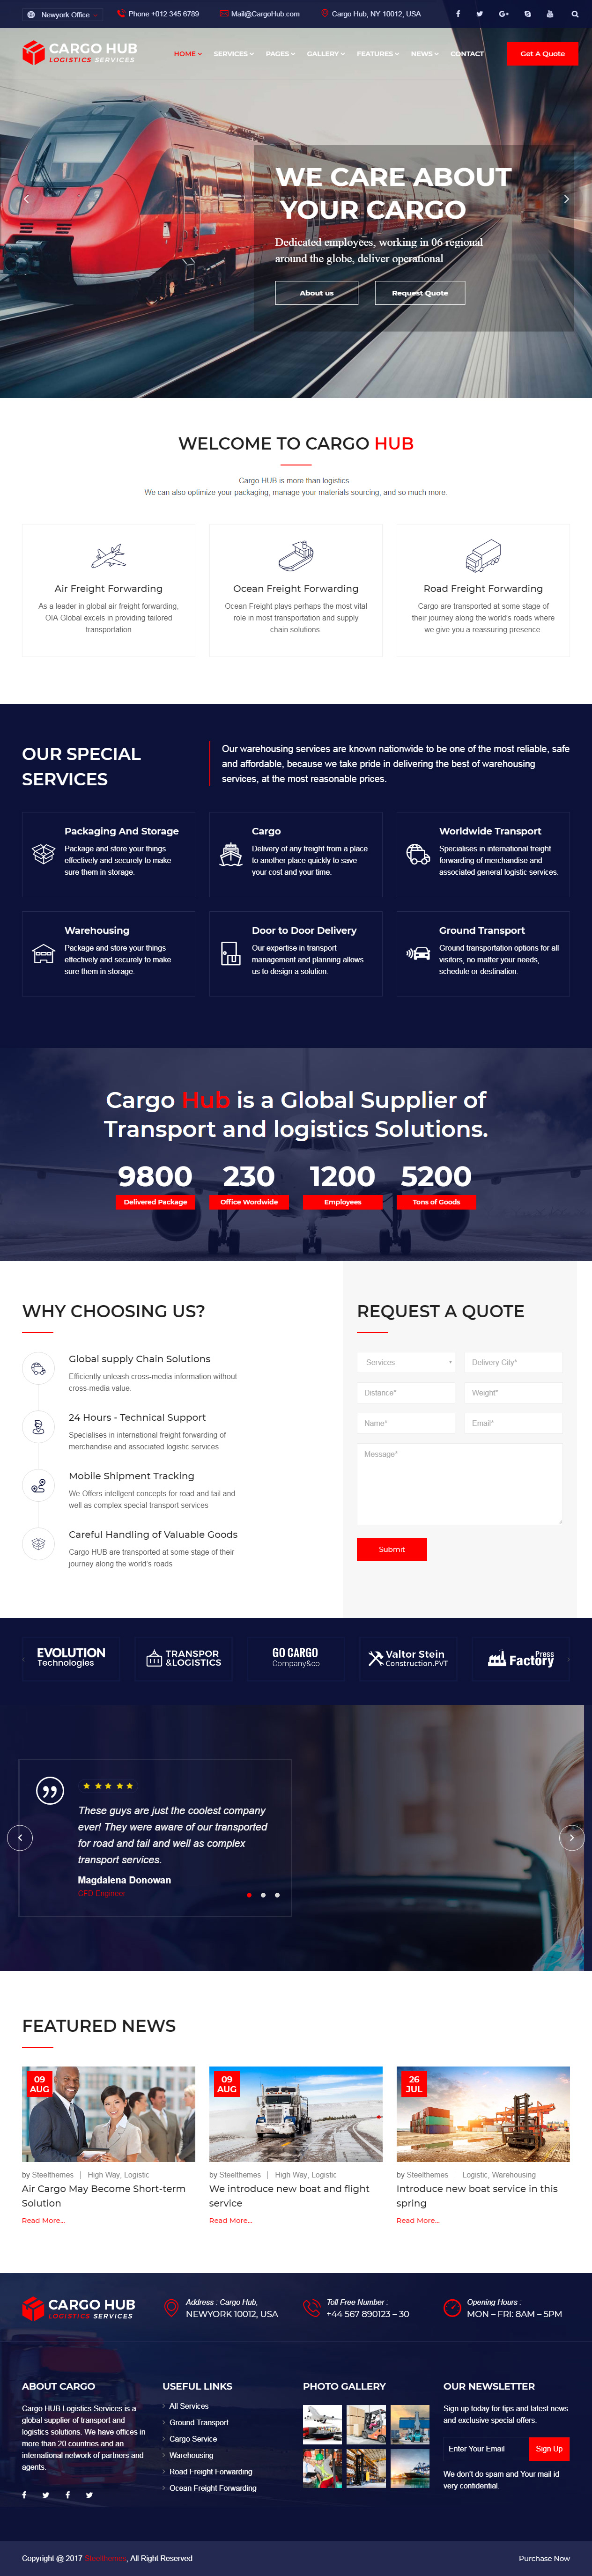 Newyork Office
Phone +012 345 6789
Mail@CargoHub.com
Cargo Hub, NY 10012, USA
CARGO HUB
LOGISTICS SERVICES
HOME
SERVICES
PAGES
GALLERY
FEATURES
NEWS
CONTACT
Get A Quote
WE CARE ABOUT
YOUR CARGO
Dedicated employees, working in 06 regional
around the globe, deliver operational
About us
Request Quote
WELCOME TO CARGO HUB
Cargo HUB is more than logistics.
We can also optimize your packaging, manage your materials sourcing, and so much more.
Air Freight Forwarding
As a leader in global air freight forwarding,
OIA Global excels in providing tailored
transportation
Ocean Freight Forwarding
Ocean Freight plays perhaps the most vital
role in most transportation and supply
chain solutions.
Road Freight Forwarding
Cargo are transported at some stage of
their journey along the world's roads where
we give you a reassuring presence.
OUR SPECIAL
SERVICES
Our warehousing services are known nationwide to be one of the most reliable, safe
and affordable, because we take pride in delivering the best of warehousing
services, at the most reasonable prices.
Packaging And Storage
Package and store your things
effectively and securely to make
sure them in storage.
Cargo
Delivery of any freight from a place
to another place quickly to save
your cost and your time.
Worldwide Transport
Specialises in international freight
forwarding of merchandise and
associated general logistic services.
Warehousing
Package and store your things
effectively and securely to make
sure them in storage.
Door to Door Delivery
Our expertise in transport
management and planning allows
us to design a solution.
Ground Transport
Ground transportation options for all
visitors, no matter your needs,
schedule or destination.
Cargo Hub is a Global Supplier of
Transport and logistics Solutions.
9800
Delivered Package
230
Office Wordwide
1200
Employees
5200
Tons of Goods
WHY CHOOSING US?
Global supply Chain Solutions
Efficiently unleash cross-media information without
cross-media value.
24 Hours - Technical Support
Specialises in international freight forwarding of
merchandise and associated logistic services
Mobile Shipment Tracking
We Offers intellgent concepts for road and tail and
well as complex special transport services
Careful Handling of Valuable Goods
Cargo HUB are transported at some stage of their
journey along the world's roads
REQUEST A QUOTE
Services
Delivery City*
Distance*
Weight*
Name*
Email*
Message*
Submit
EVOLUTION
Technologies
TRANSPOR
&LOGISTICS
GO CARGO
Company&co
Valtor Stein
Construction.PVT
Press
Factory
These guys are just the coolest company
ever! They were aware of our transported
for road and tail and well as complex
transport services.
Magdalena Donowan
CFD Engineer
FEATURED NEWS
09
AUG
by Steelthemes | High Way, Logistic
Air Cargo May Become Short-term
Solution
Read More...
09
AUG
by Steelthemes | High Way, Logistic
We introduce new boat and flight
service
Read More...
26
JUL
by Steelthemes | Logistic, Warehousing
Introduce new boat service in this
spring
Read More...
CARGO HUB
LOGISTICS SERVICES
Address : Cargo Hub,
NEWYORK 10012, USA
Toll Free Number :
+44 567 890123 – 30
Opening Hours :
MON – FRI: 8AM – 5PM
ABOUT CARGO
Cargo HUB Logistics Services is a
global supplier of transport and
logistics solutions. We have offices in
more than 20 countries and an
international network of partners and
agents.
USEFUL LINKS
All Services
Ground Transport
Cargo Service
Warehousing
Road Freight Forwarding
Ocean Freight Forwarding
PHOTO GALLERY
OUR NEWSLETTER
Sign up today for tips and latest news
and exclusive special offers.
Enter Your Email
Sign Up
We don't do spam and Your mail id
very confidential.
Copyright @ 2017 Steelthemes, All Right Reserved
Purchase Now